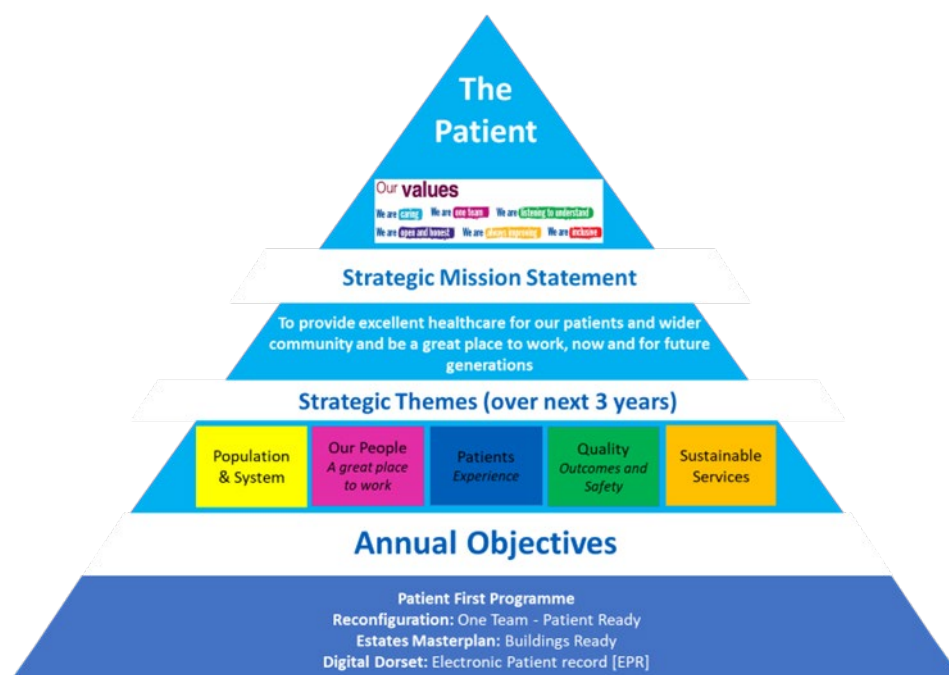 The
Patient
Our values
We are caring We are one team We are listening to understand
We are open and honest We are always improving We are inclusive
Strategic Mission Statement
To provide excellent healthcare for our patients and wider
community and be a great place to work, now and for future
generations
Strategic Themes (over next 3 years)
Population
& System
Our People
A great place
to work
Patients
Experience
Quality
Outcomes and
Safety
Sustainable
Services
Annual Objectives
Patient First Programme
Reconfiguration: One Team - Patient Ready
Estates Masterplan: Buildings Ready
Digital Dorset: Electronic Patient record [EPR]